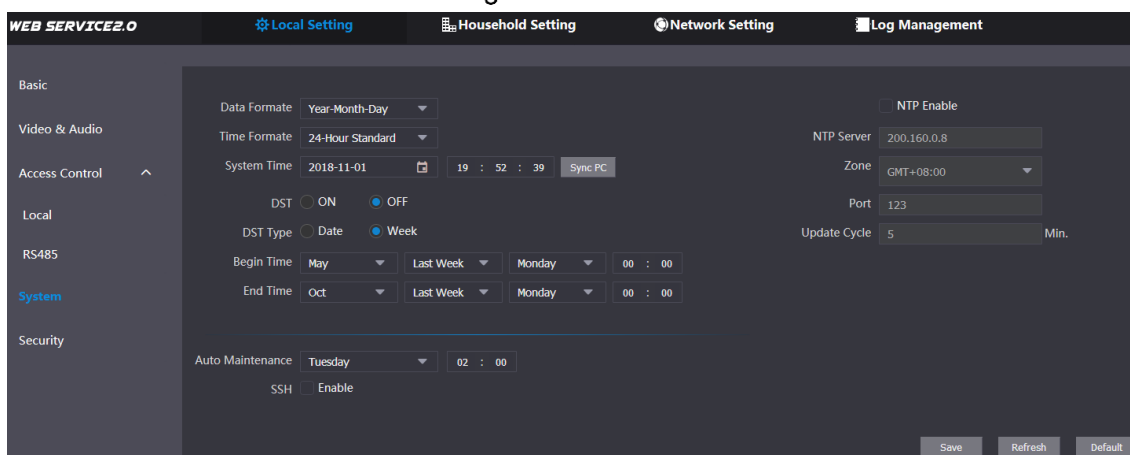 WEB SERVICE2.0 Local Setting Household Setting Network Setting Log Management
Basic
Video & Audio
Access Control
Local
RS485
System
Security
Data Formate Year-Month-Day
Time Formate 24-Hour Standard
System Time 2018-11-01 19 : 52 : 39 Sync PC
DST ON OFF
DST Type Date Week
Begin Time May Last Week Monday 00 : 00
End Time Oct Last Week Monday 00 : 00
Auto Maintenance Tuesday 02 : 00
SSH Enable
NTP Enable
NTP Server 200.160.0.8
Zone GMT+08:00
Port 123
Update Cycle 5 Min.
Save Refresh Default